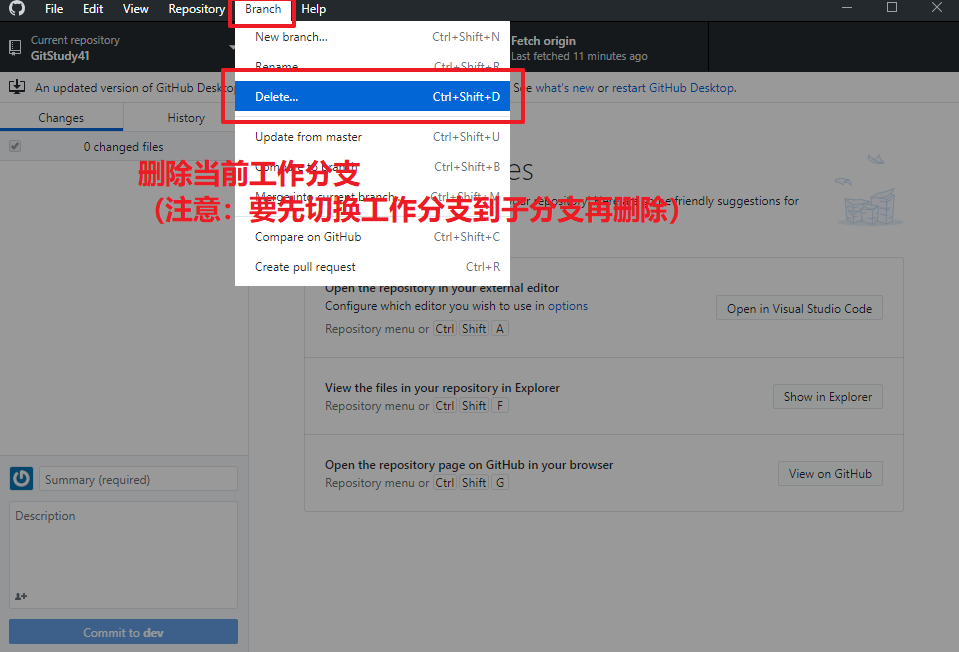 File Edit View Repository Branch Help
Current repository
GitStudy41
Fetch origin
Last fetched 11 minutes ago
New branch... Ctrl+Shift+N
Rename... Ctrl+Shift+R
An updated version of GitHub Desktop
See what's new or restart GitHub Desktop.
Delete... Ctrl+Shift+D
Changes History
0 changed files
Update from master Ctrl+Shift+U
Compare to branch Ctrl+Shift+B
删除当前工作分支
Merge into current branch... Ctrl+Shift+M
（注意：要先切换工作分支到子分支再删除）
es
your repository! Here are some friendly suggestions for
Compare on GitHub Ctrl+Shift+C
Create pull request Ctrl+R
Open the repository in your external editor
Configure which editor you wish to use in options
Repository menu or Ctrl Shift A
Open in Visual Studio Code
View the files in your repository in Explorer
Repository menu or Ctrl Shift F
Show in Explorer
Open the repository page on GitHub in your browser
Repository menu or Ctrl Shift G
View on GitHub
Summary (required)
Description
Commit to dev